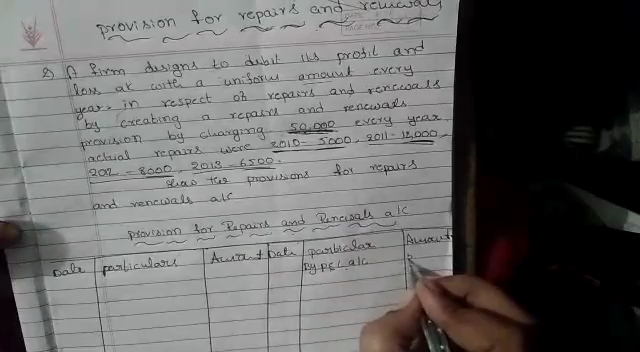 provision for repairs and renewals
Q) A firm designs to debit its profit and
loss a/c with a uniform amount every
year. in respect of repairs and renewals
by creating a repairs and renewals
provision by charging 50,000 every year
actual repairs were 2010 - 5000, 2011 - 12,000
2012 - 8000, 2013 - 6500.
the provisions for repairs
and renewals a/c
provision for Repairs and Renewals a/c
Date particulars Amount Date particular Amount
By P&L a/c